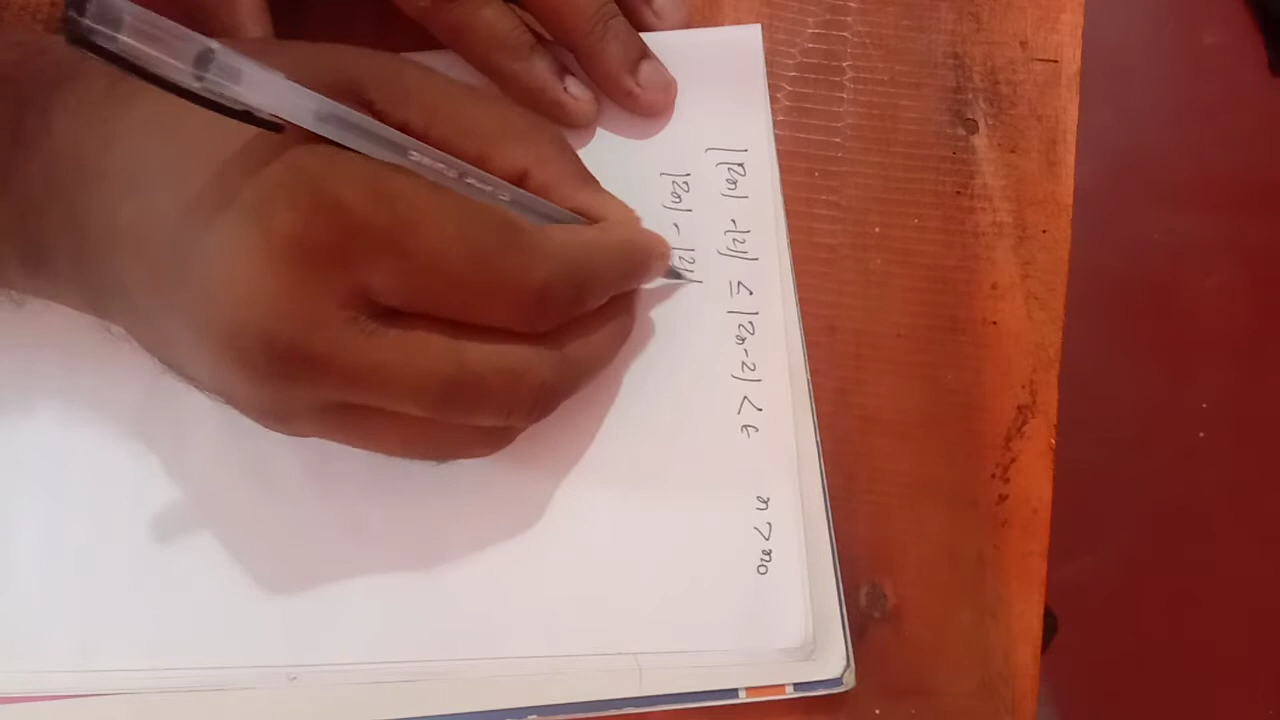 ||zn| - |z|| ≤ |zn - z| < ε n > n0
|zn| - |z|